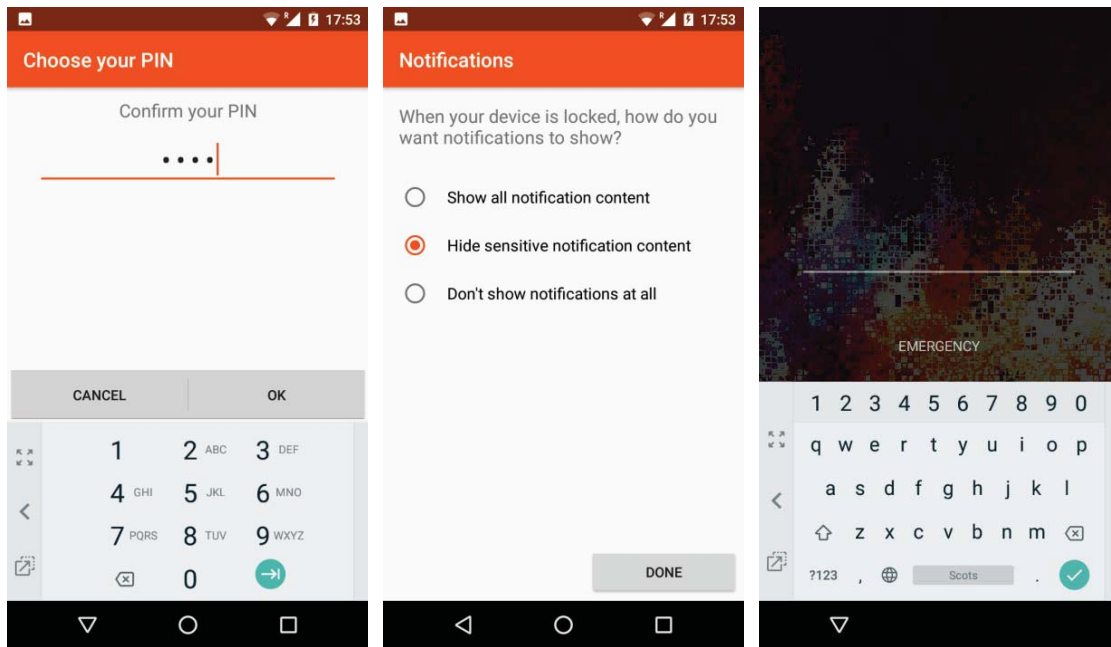 R 17:53
Choose your PIN
Confirm your PIN
••••
CANCEL OK
1 2 ABC 3 DEF
4 GHI 5 JKL 6 MNO
7 PQRS 8 TUV 9 WXYZ
0
R 17:53
Notifications
When your device is locked, how do you
want notifications to show?
Show all notification content
Hide sensitive notification content
Don't show notifications at all
DONE
EMERGENCY
1 2 3 4 5 6 7 8 9 0
q w e r t y u i o p
a s d f g h j k l
z x c v b n m
?123 , Scots .